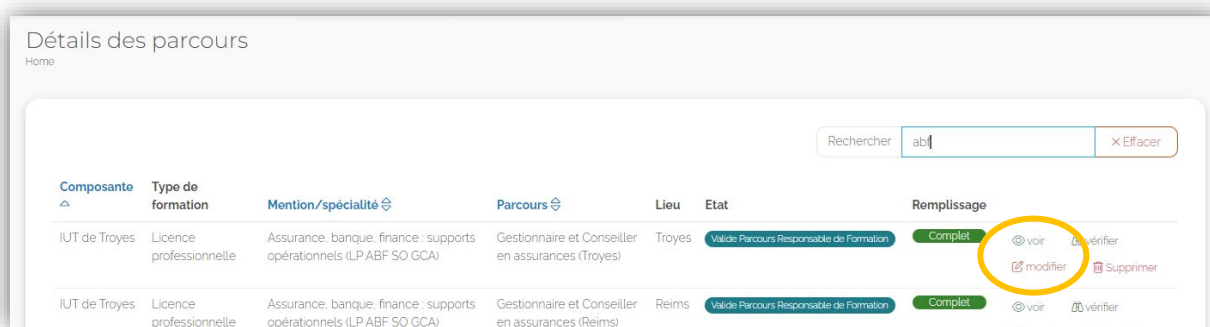 Détails des parcours
Home
Rechercher abf × Effacer
Composante Type de formation Mention/spécialité Parcours Lieu Etat Remplissage
IUT de Troyes Licence professionnelle Assurance, banque, finance : supports opérationnels (LP ABF SO GCA) Gestionnaire et Conseiller en assurances (Troyes) Troyes Valide Parcours Responsable de Formation Complet voir vérifier
modifier Supprimer
IUT de Troyes Licence professionnelle Assurance, banque, finance : supports opérationnels (LP ABF SO GCA) Gestionnaire et Conseiller en assurances (Reims) Reims Valide Parcours Responsable de Formation Complet voir vérifier